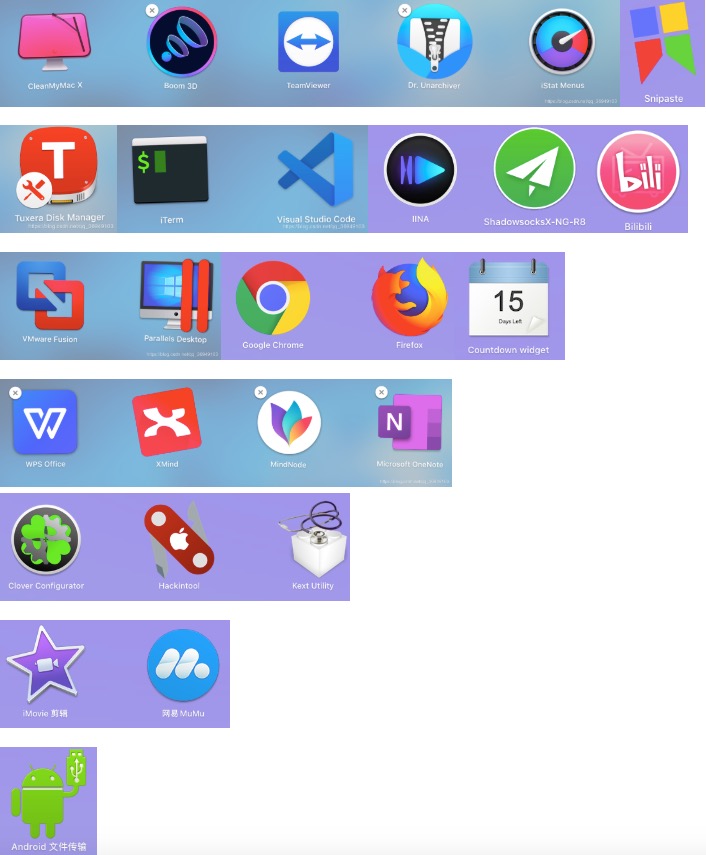 CleanMyMac X
Boom 3D
TeamViewer
Dr. Unarchiver
iStat Menus
Snipaste
T
Tuxera Disk Manager
$
iTerm
Visual Studio Code
IINA
ShadowsocksX-NG-R8
bili
Bilibili
VMware Fusion
Parallels Desktop
Google Chrome
Firefox
15
Days Left
Countdown widget
W
WPS Office
XMind
MindNode
N
Microsoft OneNote
Clover Configurator
Hackintool
Kext Utility
iMovie 剪辑
网易 MuMu
Android 文件传输